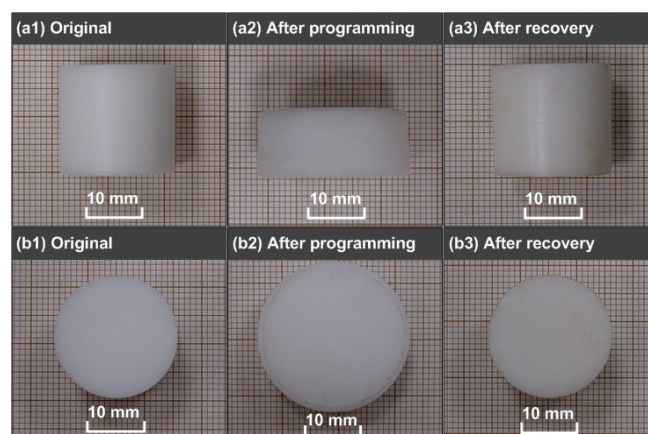 (a1) Original
(a2) After programming
(a3) After recovery
10 mm
10 mm
10 mm
(b1) Original
(b2) After programming
(b3) After recovery
10 mm
10 mm
10 mm